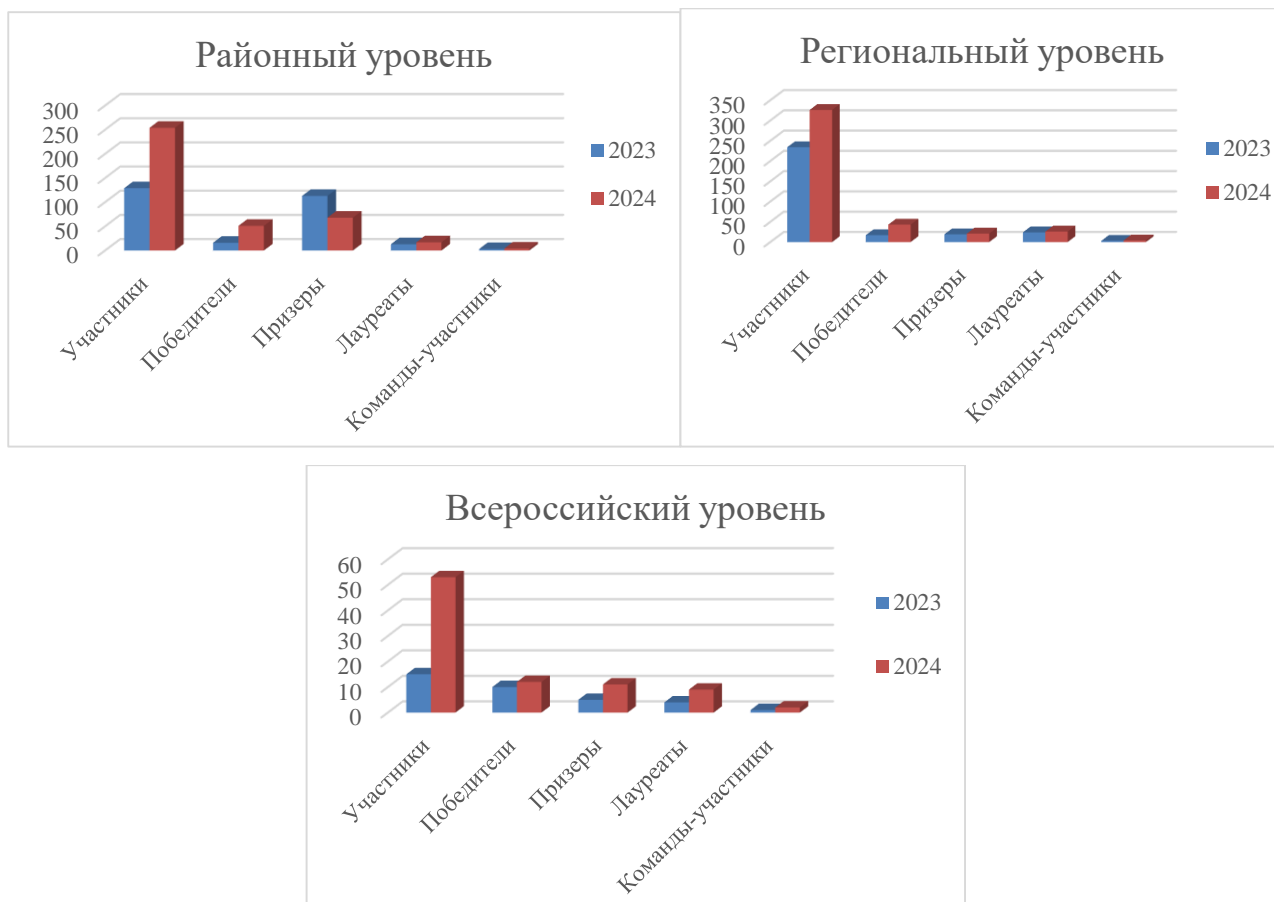 Районный уровень
300
250
200
150
100
50
0
Участники
Победители
Призеры
Лауреаты
Команды-участники
2023
2024
Региональный уровень
350
300
250
200
150
100
50
0
Участники
Победители
Призеры
Лауреаты
Команды-участники
2023
2024
Всероссийский уровень
60
50
40
30
20
10
0
Участники
Победители
Призеры
Лауреаты
Команды-участники
2023
2024